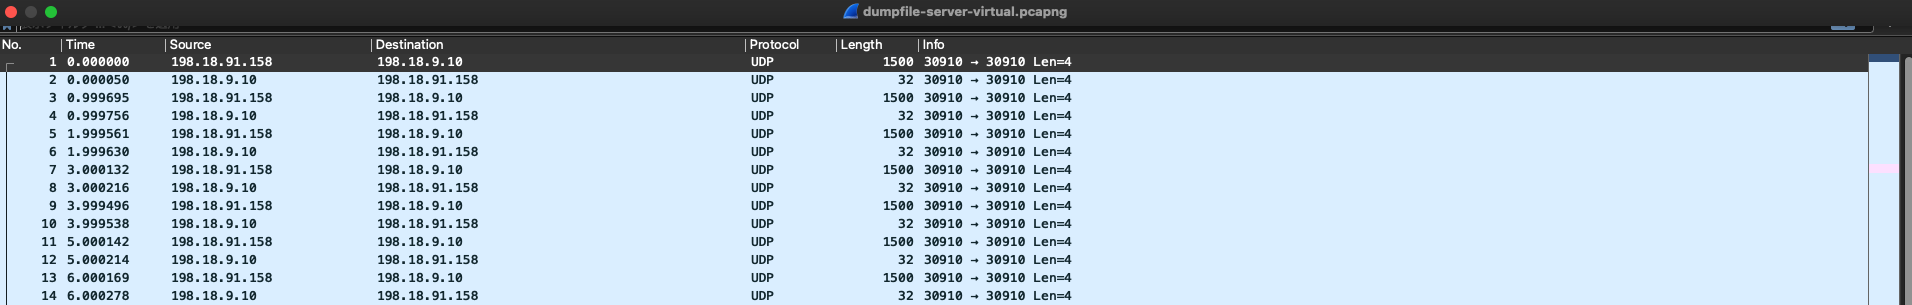 dumpfile-server-virtual.pcapng
No. Time Source Destination Protocol Length Info
1 0.000000 198.18.91.158 198.18.9.10 UDP 1500 30910 → 30910 Len=4
2 0.000050 198.18.9.10 198.18.91.158 UDP 32 30910 → 30910 Len=4
3 0.999695 198.18.91.158 198.18.9.10 UDP 1500 30910 → 30910 Len=4
4 0.999756 198.18.9.10 198.18.91.158 UDP 32 30910 → 30910 Len=4
5 1.999561 198.18.91.158 198.18.9.10 UDP 1500 30910 → 30910 Len=4
6 1.999630 198.18.9.10 198.18.91.158 UDP 32 30910 → 30910 Len=4
7 3.000132 198.18.91.158 198.18.9.10 UDP 1500 30910 → 30910 Len=4
8 3.000216 198.18.9.10 198.18.91.158 UDP 32 30910 → 30910 Len=4
9 3.999496 198.18.91.158 198.18.9.10 UDP 1500 30910 → 30910 Len=4
10 3.999538 198.18.9.10 198.18.91.158 UDP 32 30910 → 30910 Len=4
11 5.000142 198.18.91.158 198.18.9.10 UDP 1500 30910 → 30910 Len=4
12 5.000214 198.18.9.10 198.18.91.158 UDP 32 30910 → 30910 Len=4
13 6.000169 198.18.91.158 198.18.9.10 UDP 1500 30910 → 30910 Len=4
14 6.000278 198.18.9.10 198.18.91.158 UDP 32 30910 → 30910 Len=4